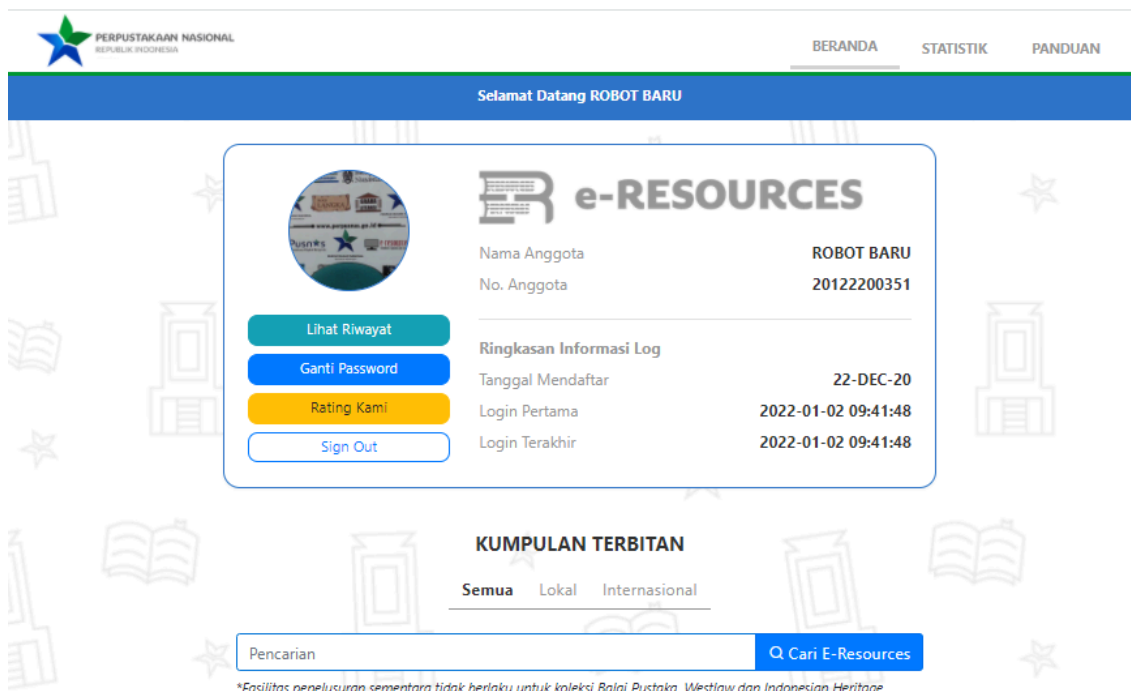 PERPUSTAKAAN NASIONAL
REPUBLIK INDONESIA
BERANDA STATISTIK PANDUAN
Selamat Datang ROBOT BARU
e-RESOURCES
Nama Anggota ROBOT BARU
No. Anggota 20122200351
Lihat Riwayat
Ganti Password
Rating Kami
Sign Out
Ringkasan Informasi Log
Tanggal Mendaftar 22-DEC-20
Login Pertama 2022-01-02 09:41:48
Login Terakhir 2022-01-02 09:41:48
KUMPULAN TERBITAN
Semua Lokal Internasional
Pencarian Cari E-Resources
*Fasilitas penelusuran sementara tidak berlaku untuk koleksi Balai Pustaka, Westlaw dan Indonesian Heritage